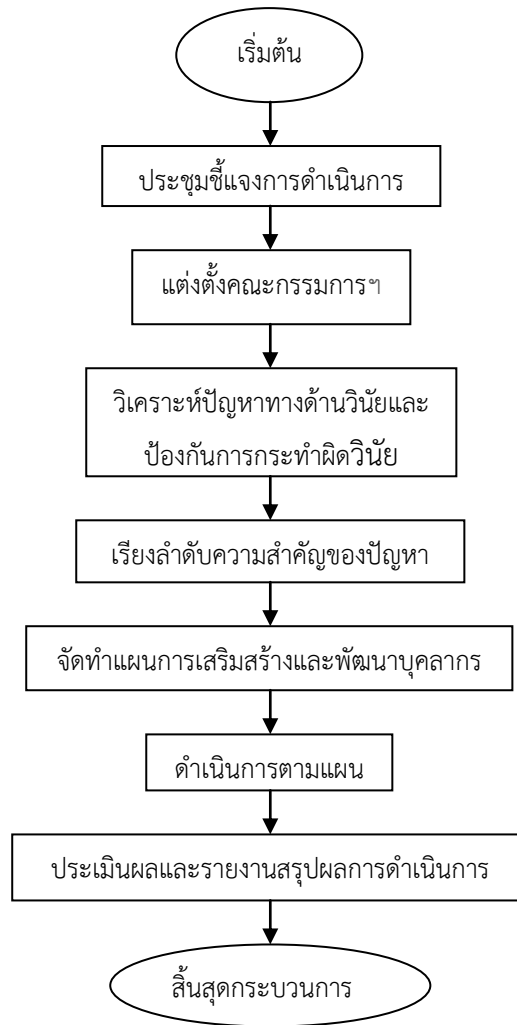 เริ่มต้น
ประชุมชี้แจงการดำเนินการ
แต่งตั้งคณะกรรมการฯ
วิเคราะห์ปัญหาทางด้านวินัยและ
ป้องกันการกระทำผิดวินัย
เรียงลำดับความสำคัญของปัญหา
จัดทำแผนการเสริมสร้างและพัฒนาบุคลากร
ดำเนินการตามแผน
ประเมินผลและรายงานสรุปผลการดำเนินการ
สิ้นสุดกระบวนการ